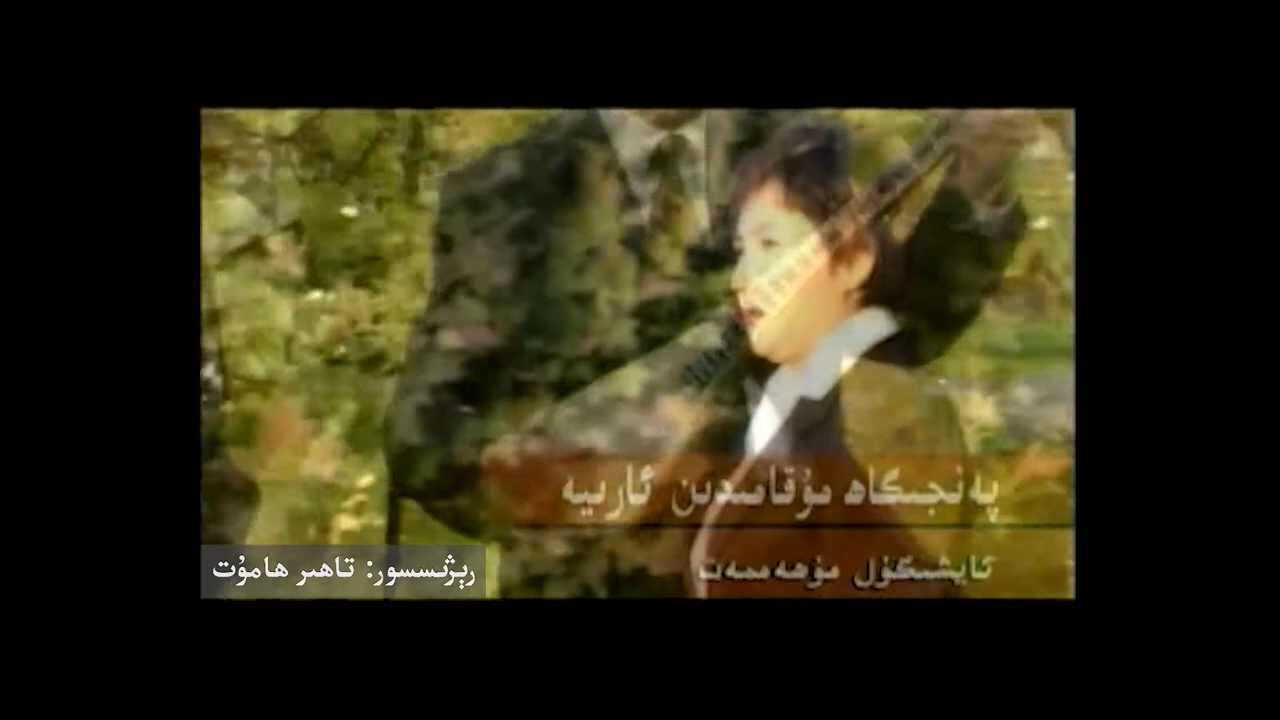 پەنجىگاھ مۇقامىدىن ئارىيە
ئايشىگۈل مۇھەممەت
رېژىسسور: تاھىر ھامۇت